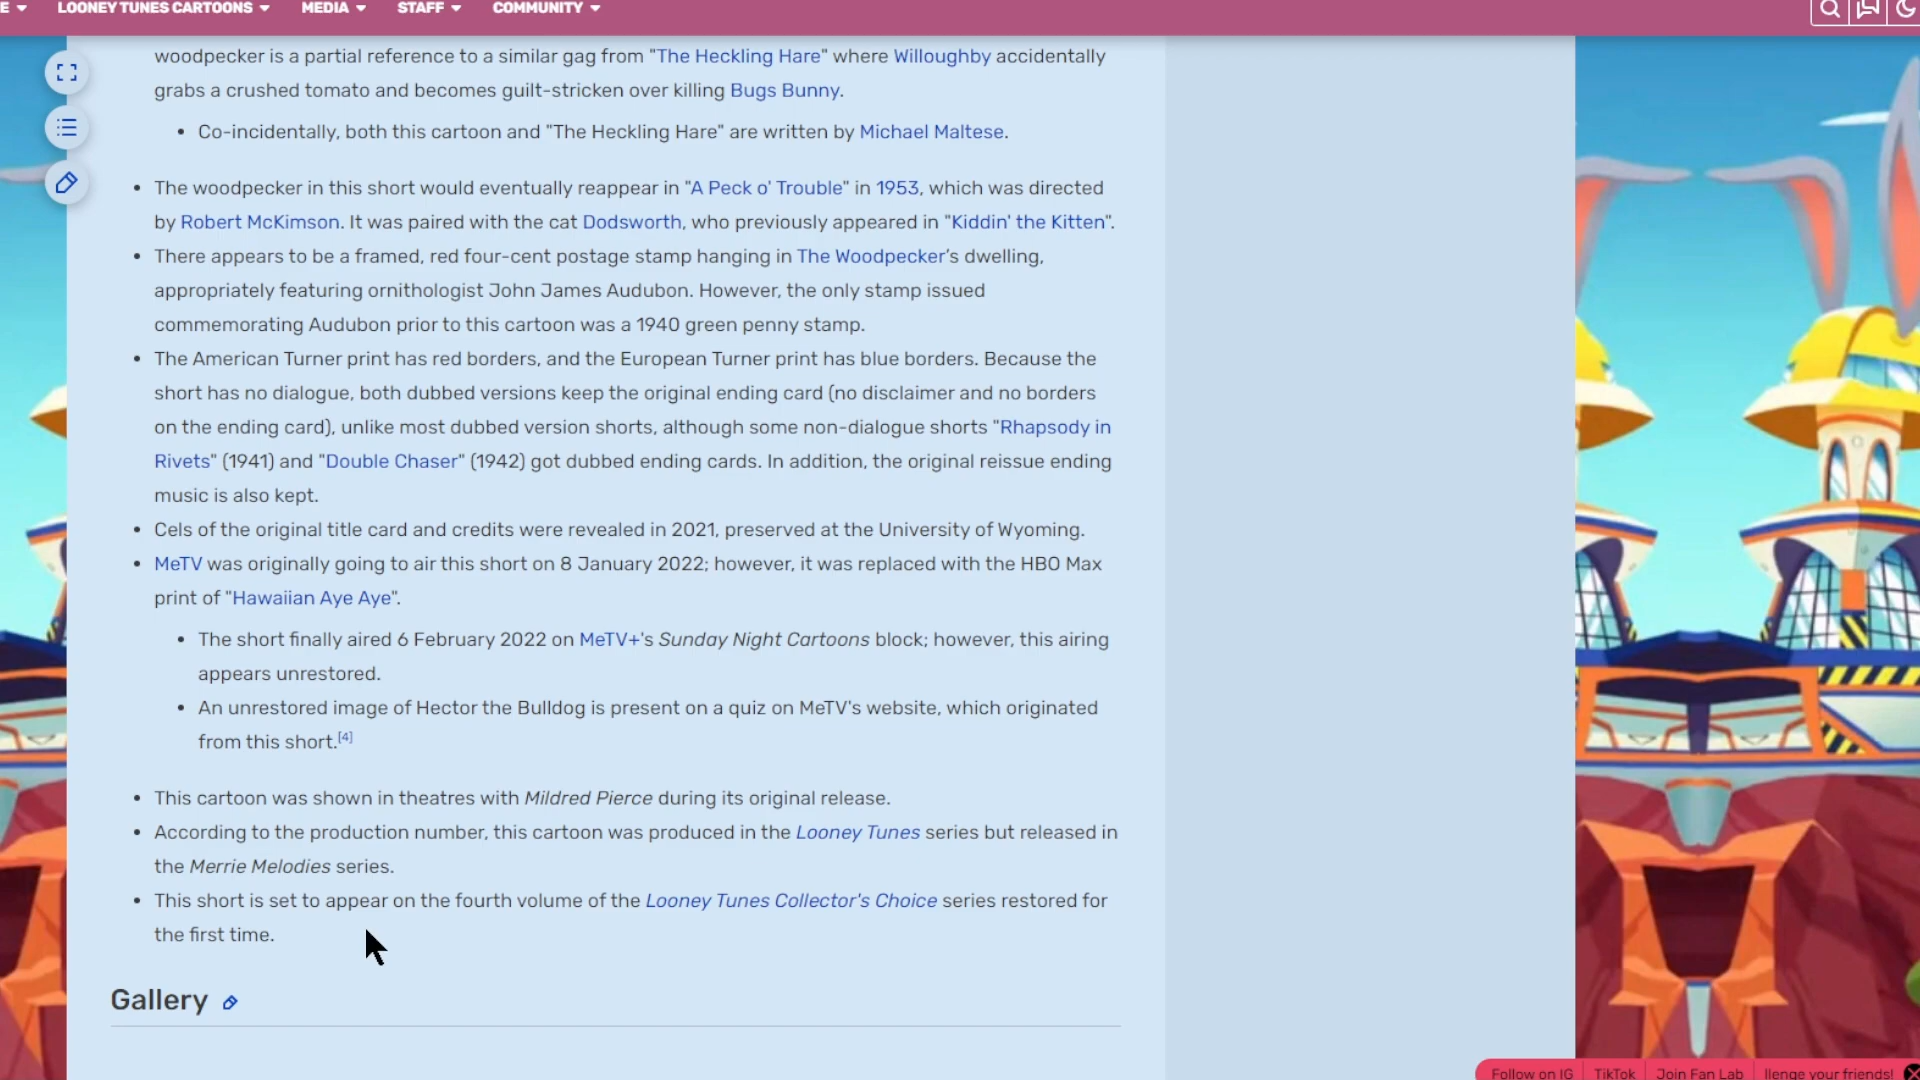 E LOONEY TUNES CARTOONS MEDIA STAFF COMMUNITY
woodpecker is a partial reference to a similar gag from "The Heckling Hare" where Willoughby accidentally
grabs a crushed tomato and becomes guilt-stricken over killing Bugs Bunny.
• Co-incidentally, both this cartoon and "The Heckling Hare" are written by Michael Maltese.
• The woodpecker in this short would eventually reappear in "A Peck o' Trouble" in 1953, which was directed
by Robert McKimson. It was paired with the cat Dodsworth, who previously appeared in "Kiddin' the Kitten".
• There appears to be a framed, red four-cent postage stamp hanging in The Woodpecker's dwelling,
appropriately featuring ornithologist John James Audubon. However, the only stamp issued
commemorating Audubon prior to this cartoon was a 1940 green penny stamp.
• The American Turner print has red borders, and the European Turner print has blue borders. Because the
short has no dialogue, both dubbed versions keep the original ending card (no disclaimer and no borders
on the ending card), unlike most dubbed version shorts, although some non-dialogue shorts "Rhapsody in
Rivets" (1941) and "Double Chaser" (1942) got dubbed ending cards. In addition, the original reissue ending
music is also kept.
• Cels of the original title card and credits were revealed in 2021, preserved at the University of Wyoming.
• MeTV was originally going to air this short on 8 January 2022; however, it was replaced with the HBO Max
print of "Hawaiian Aye Aye".
• The short finally aired 6 February 2022 on MeTV+'s Sunday Night Cartoons block; however, this airing
appears unrestored.
• An unrestored image of Hector the Bulldog is present on a quiz on MeTV's website, which originated
from this short.[4]
• This cartoon was shown in theatres with Mildred Pierce during its original release.
• According to the production number, this cartoon was produced in the Looney Tunes series but released in
the Merrie Melodies series.
• This short is set to appear on the fourth volume of the Looney Tunes Collector's Choice series restored for
the first time.
Gallery
Follow on IG TikTok Join Fan Lab llenge your friends!